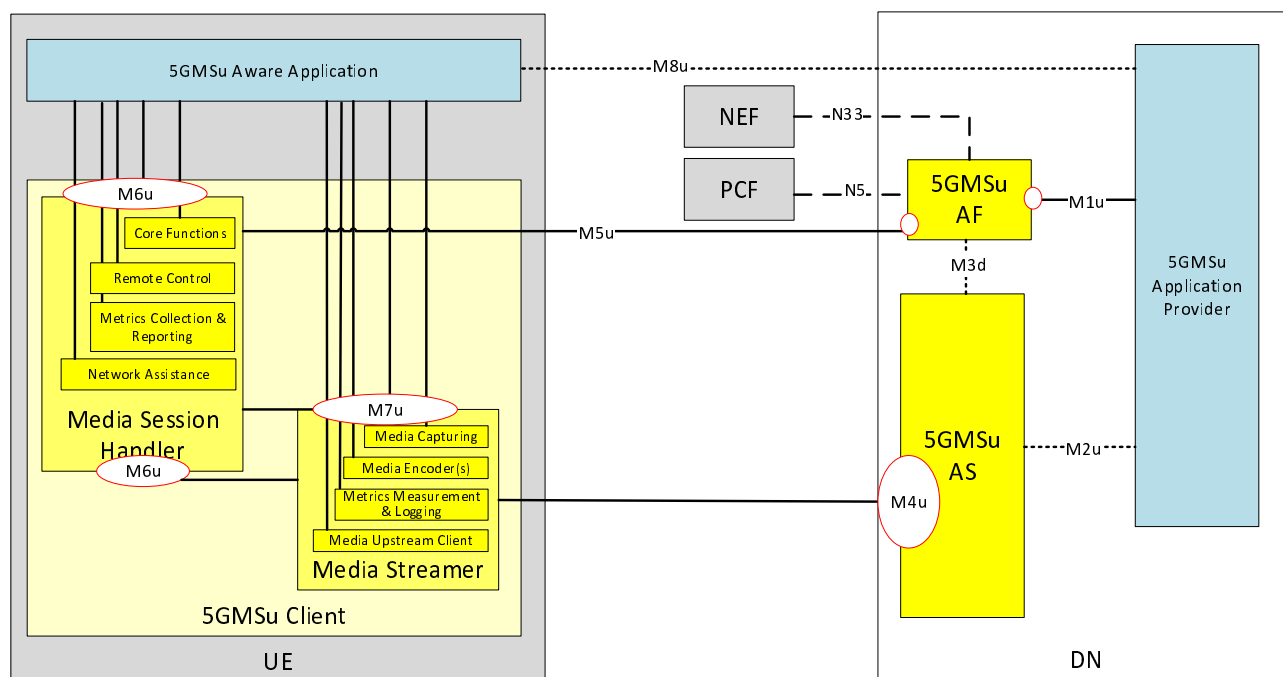 5GMSu Aware Application
M8u
NEF
N33
PCF
N5
5GMSu
AF
M1u
M6u
Core Functions
M5u
Remote Control
M3d
Metrics Collection &
Reporting
Network Assistance
5GMSu
Application
Provider
Media Session
Handler
M6u
M7u
Media Capturing
Media Encoder(s)
Metrics Measurement
& Logging
Media Upstream Client
Media Streamer
M4u
5GMSu
AS
M2u
5GMSu Client
UE
DN